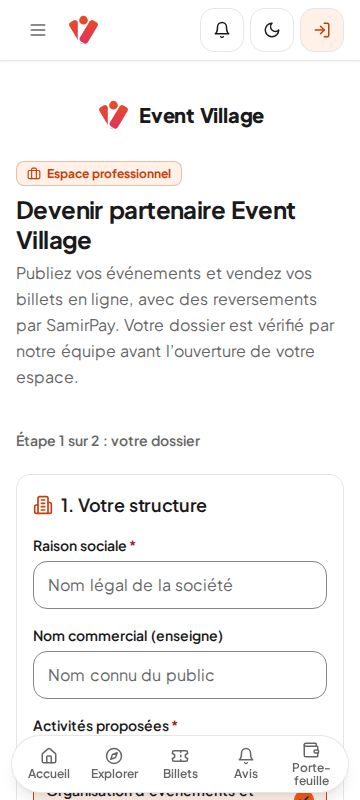 Event Village
Espace professionnel
Devenir partenaire Event
Village
Publiez vos événements et vendez vos
billets en ligne, avec des reversements
par SamirPay. Votre dossier est vérifié par
notre équipe avant l’ouverture de votre
espace.
Étape 1 sur 2 : votre dossier
1. Votre structure
Raison sociale *
Nom légal de la société
Nom commercial (enseigne)
Nom connu du public
Activités proposées *
Organisation d’événements et
Accueil
Explorer
Billets
Avis
Porte-
feuille